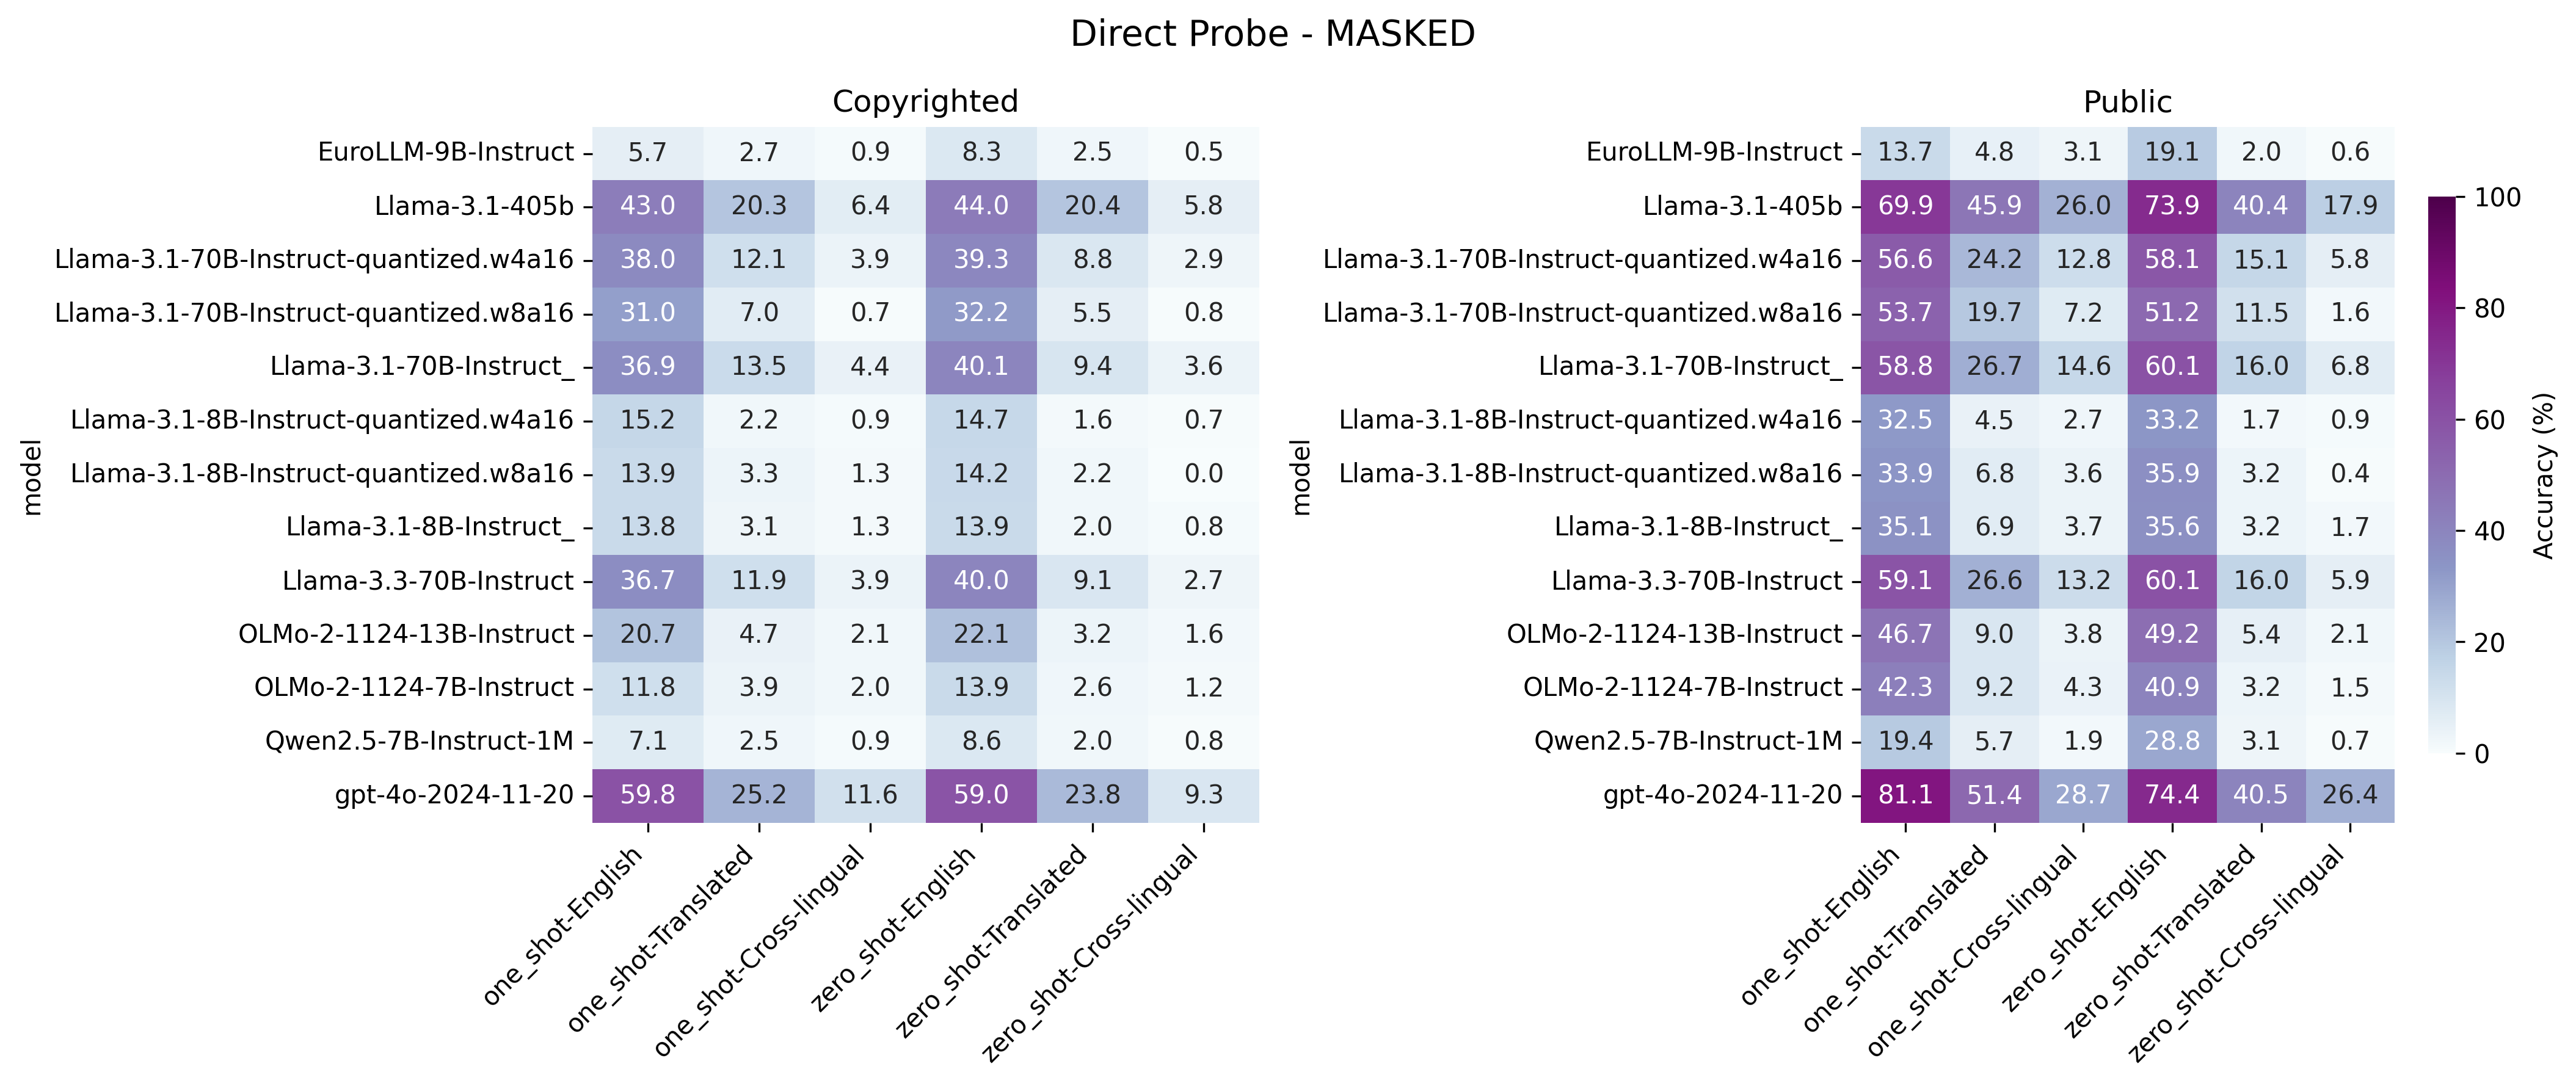 Direct Probe - MASKED
Copyrighted
model
EuroLLM-9B-Instruct 5.7 2.7 0.9 8.3 2.5 0.5
Llama-3.1-405b 43.0 20.3 6.4 44.0 20.4 5.8
Llama-3.1-70B-Instruct-quantized.w4a16 38.0 12.1 3.9 39.3 8.8 2.9
Llama-3.1-70B-Instruct-quantized.w8a16 31.0 7.0 0.7 32.2 5.5 0.8
Llama-3.1-70B-Instruct_ 36.9 13.5 4.4 40.1 9.4 3.6
Llama-3.1-8B-Instruct-quantized.w4a16 15.2 2.2 0.9 14.7 1.6 0.7
Llama-3.1-8B-Instruct-quantized.w8a16 13.9 3.3 1.3 14.2 2.2 0.0
Llama-3.1-8B-Instruct_ 13.8 3.1 1.3 13.9 2.0 0.8
Llama-3.3-70B-Instruct 36.7 11.9 3.9 40.0 9.1 2.7
OLMo-2-1124-13B-Instruct 20.7 4.7 2.1 22.1 3.2 1.6
OLMo-2-1124-7B-Instruct 11.8 3.9 2.0 13.9 2.6 1.2
Qwen2.5-7B-Instruct-1M 7.1 2.5 0.9 8.6 2.0 0.8
gpt-4o-2024-11-20 59.8 25.2 11.6 59.0 23.8 9.3
one_shot-English
one_shot-Translated
one_shot-Cross-lingual
zero_shot-English
zero_shot-Translated
zero_shot-Cross-lingual
Public
model
EuroLLM-9B-Instruct 13.7 4.8 3.1 19.1 2.0 0.6
Llama-3.1-405b 69.9 45.9 26.0 73.9 40.4 17.9
Llama-3.1-70B-Instruct-quantized.w4a16 56.6 24.2 12.8 58.1 15.1 5.8
Llama-3.1-70B-Instruct-quantized.w8a16 53.7 19.7 7.2 51.2 11.5 1.6
Llama-3.1-70B-Instruct_ 58.8 26.7 14.6 60.1 16.0 6.8
Llama-3.1-8B-Instruct-quantized.w4a16 32.5 4.5 2.7 33.2 1.7 0.9
Llama-3.1-8B-Instruct-quantized.w8a16 33.9 6.8 3.6 35.9 3.2 0.4
Llama-3.1-8B-Instruct_ 35.1 6.9 3.7 35.6 3.2 1.7
Llama-3.3-70B-Instruct 59.1 26.6 13.2 60.1 16.0 5.9
OLMo-2-1124-13B-Instruct 46.7 9.0 3.8 49.2 5.4 2.1
OLMo-2-1124-7B-Instruct 42.3 9.2 4.3 40.9 3.2 1.5
Qwen2.5-7B-Instruct-1M 19.4 5.7 1.9 28.8 3.1 0.7
gpt-4o-2024-11-20 81.1 51.4 28.7 74.4 40.5 26.4
one_shot-English
one_shot-Translated
one_shot-Cross-lingual
zero_shot-English
zero_shot-Translated
zero_shot-Cross-lingual
100
80
60
40
20
0
Accuracy (%)